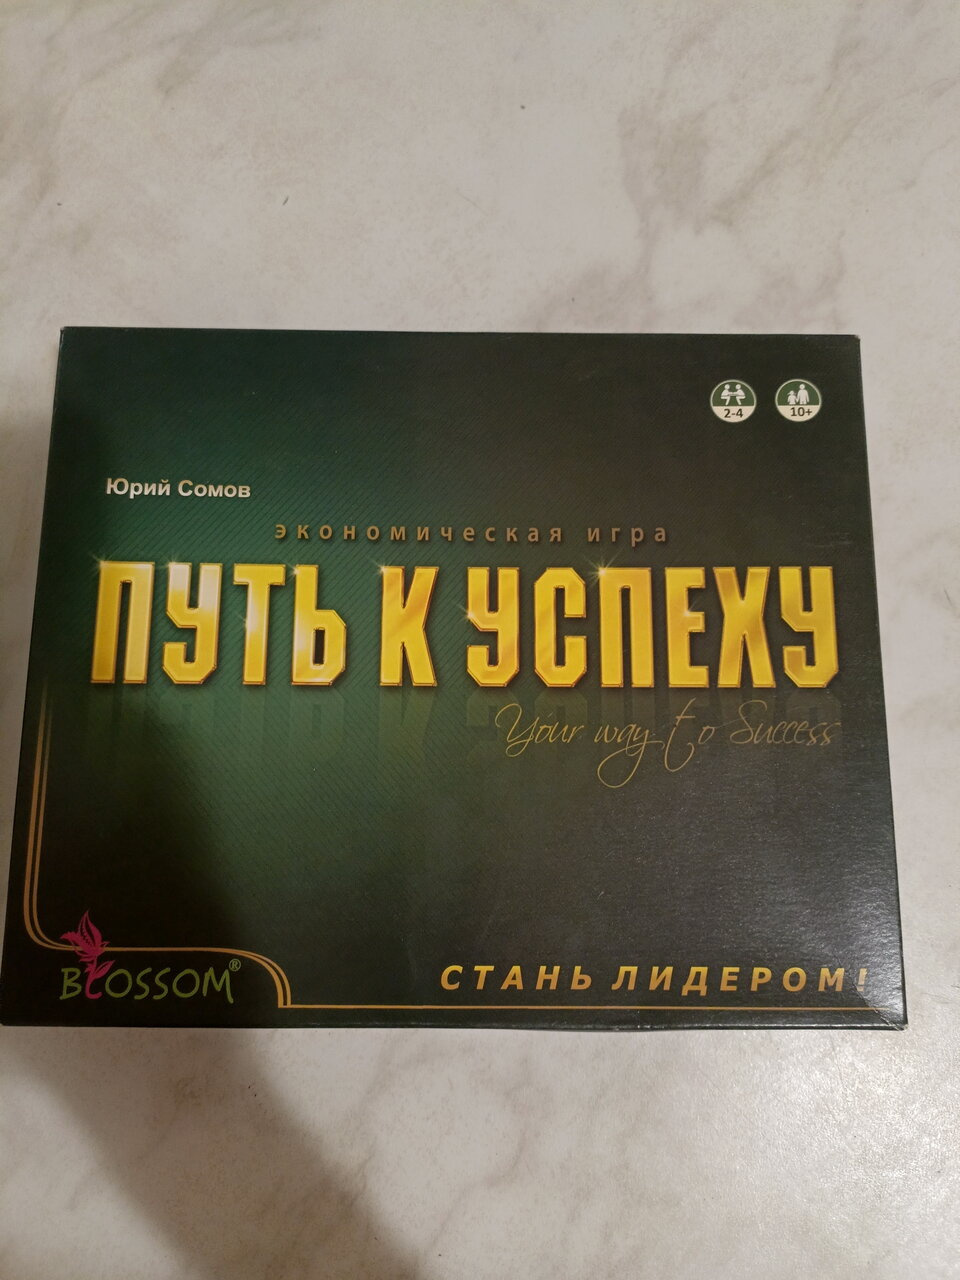 2-4
10+
Юрий Сомов
экономическая игра
ПУТЬ К УСПЕХУ
Your way to Success
BLOSSOM®
СТАНЬ ЛИДЕРОМ!